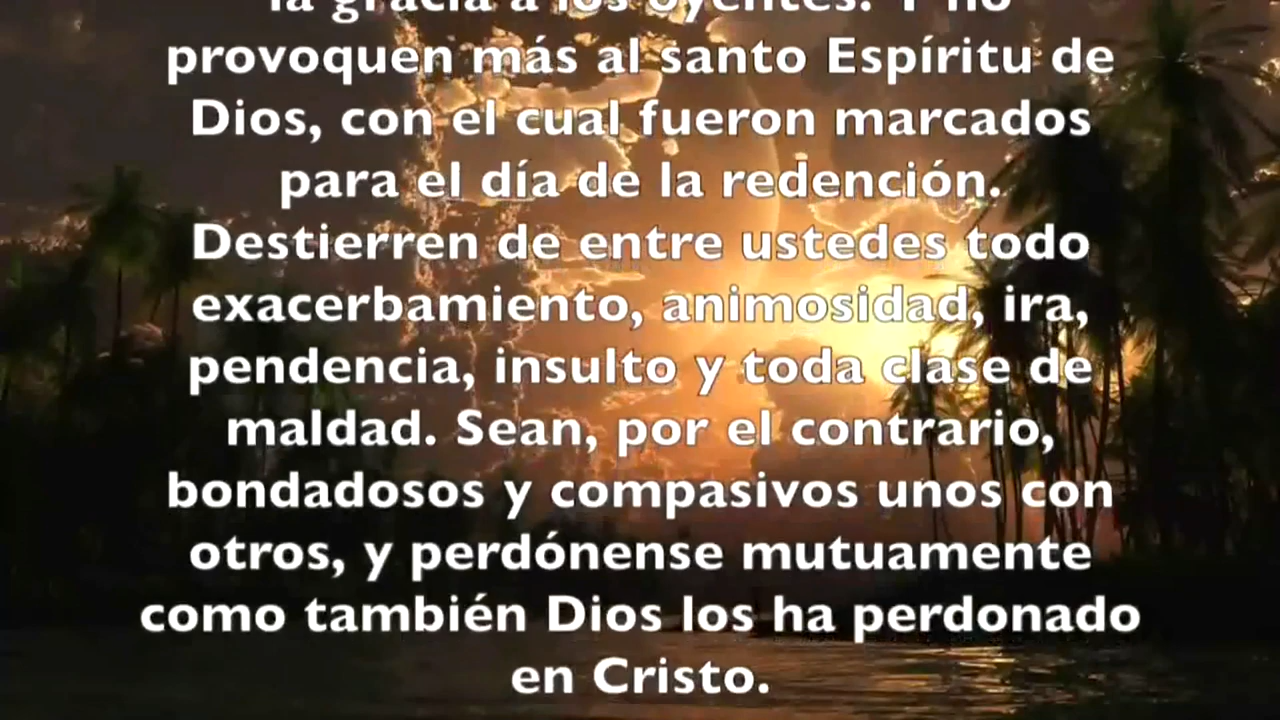 la gracia a los oyentes. Y no
provoquen más al santo Espíritu de
Dios, con el cual fueron marcados
para el día de la redención.
Destierren de entre ustedes todo
exacerbamiento, animosidad, ira,
pendencia, insulto y toda clase de
maldad. Sean, por el contrario,
bondadosos y compasivos unos con
otros, y perdónense mutuamente
como también Dios los ha perdonado
en Cristo.